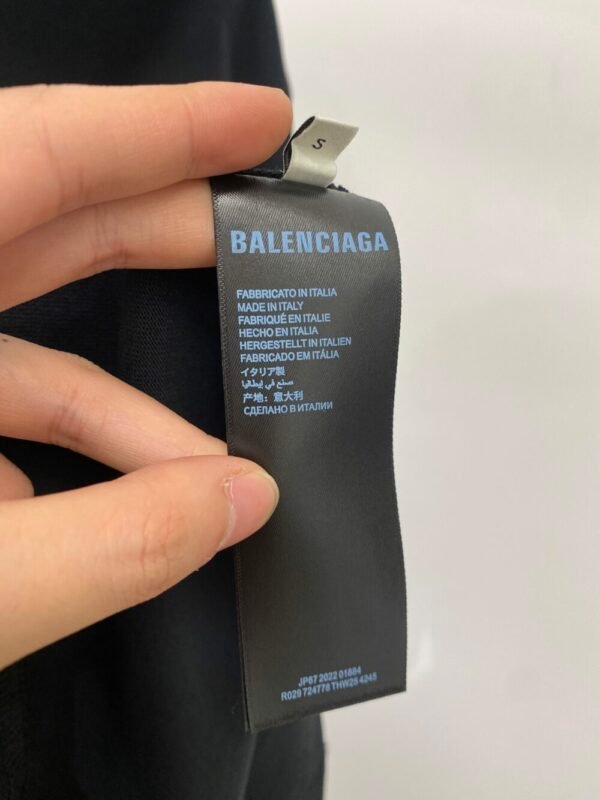 S
BALENCIAGA
FABBRICATO IN ITALIA
MADE IN ITALY
FABRIQUÉ EN ITALIE
HECHO EN ITALIA
HERGESTELLT IN ITALIEN
FABRICADO EM ITÁLIA
イタリア製
صنع في إيطاليا
产地：意大利
СДЕЛАНО В ИТАЛИИ
JP67 2022 01884
R029 724778 THW25 4245